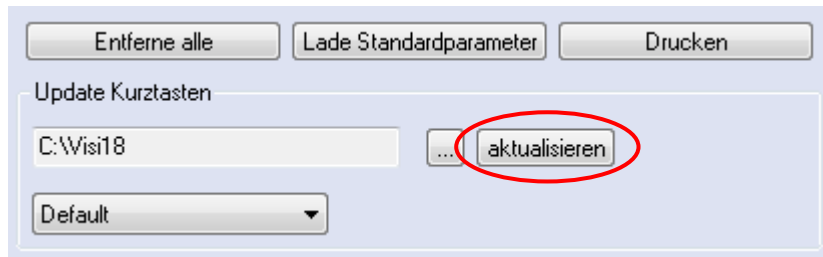 Entferne alle Lade Standardparameter Drucken
Update Kurztasten
C:\Visi18 ... aktualisieren
Default